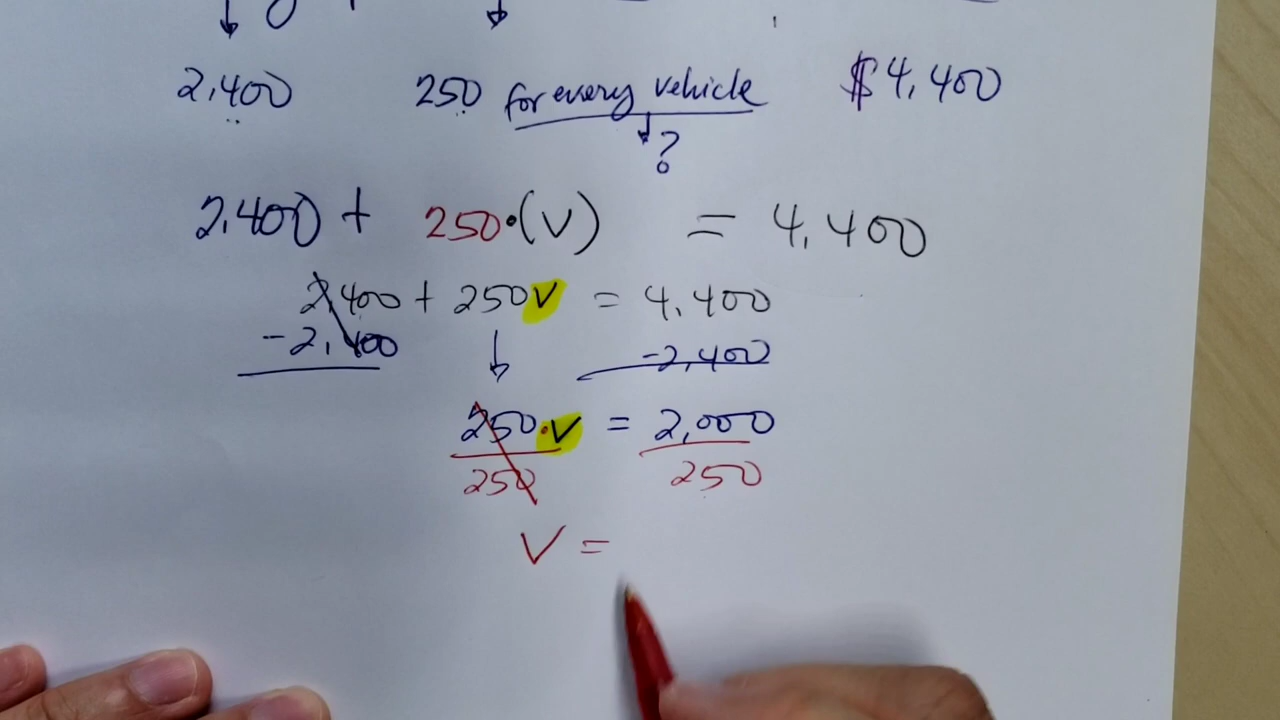 2,400 250 for every vehicle $4,400
?
2,400 + 250•(V) = 4,400
2,400 + 250V = 4,400
-2,400 -2,400
250•V = 2,000
250 250
V =